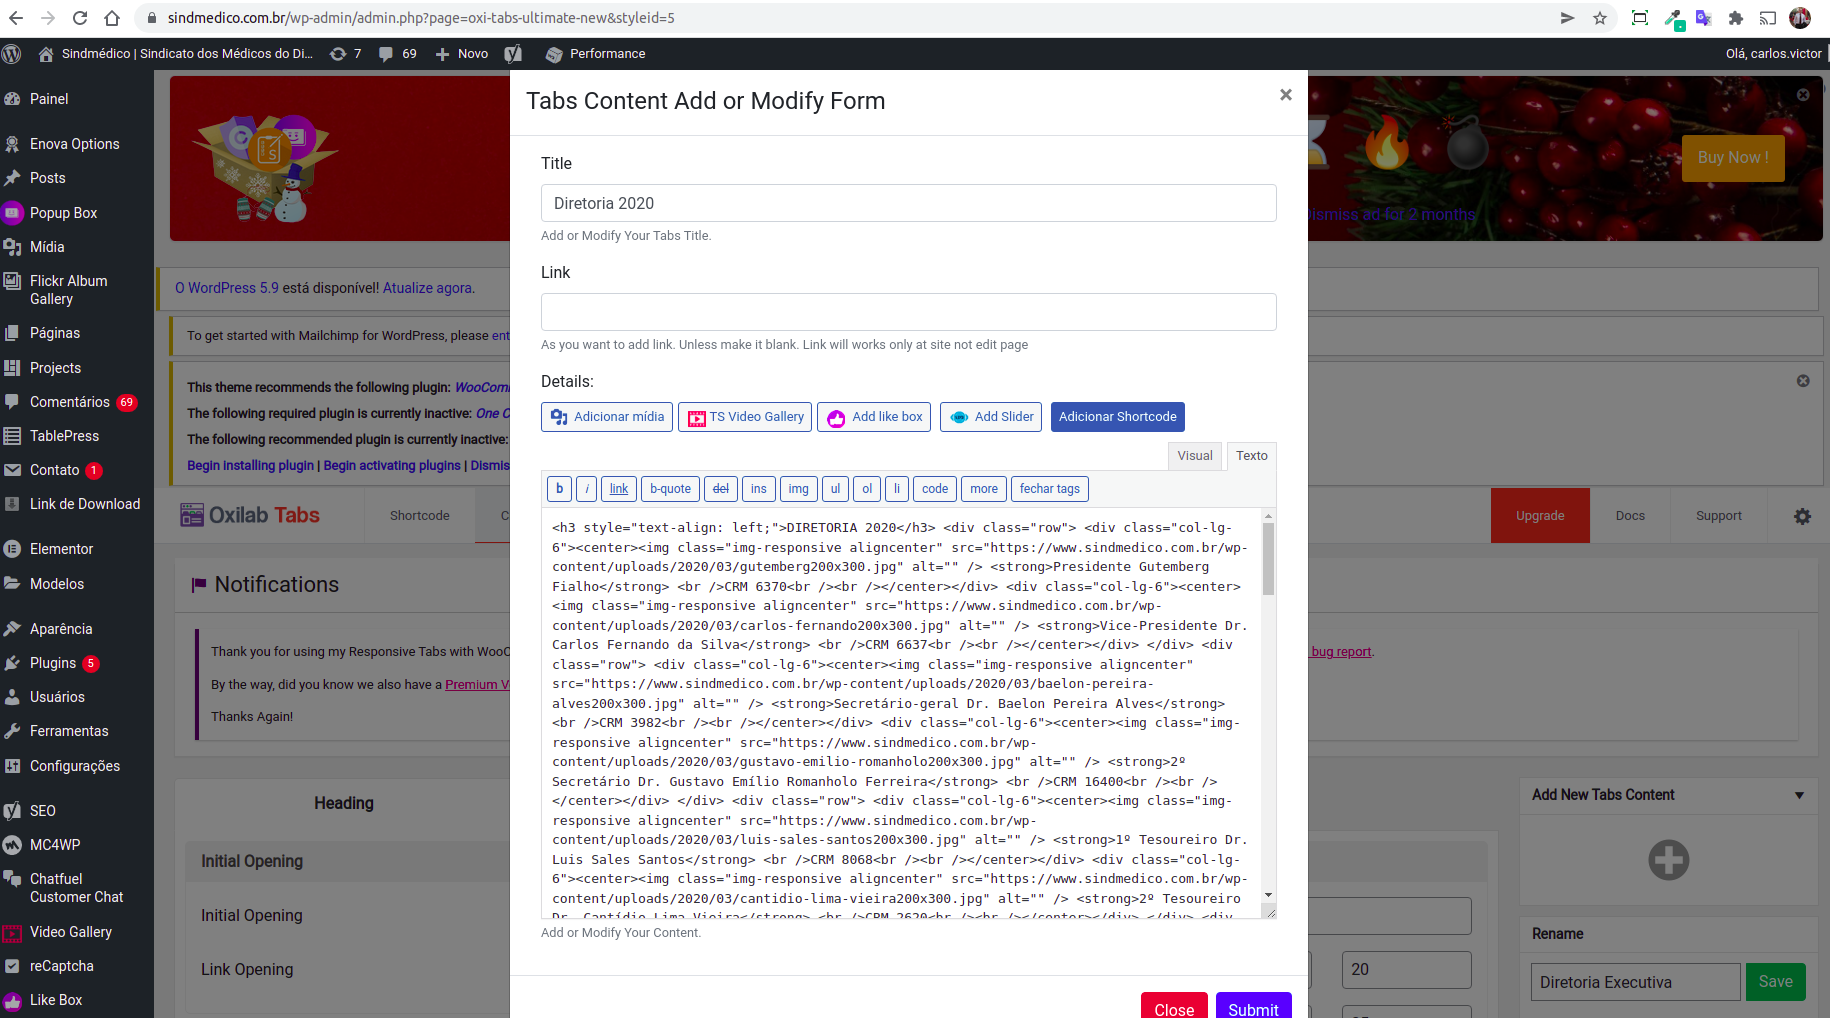 sindmedico.com.br/wp-admin/admin.php?page=oxi-tabs-ultimate-new&styleid=5
Sindmédico | Sindicato dos Médicos do Di... 7 69 Novo Performance Olá, carlos.victor
Painel
Enova Options
Posts
Popup Box
Mídia
Flickr Album
Gallery
Páginas
Projects
Comentários 69
TablePress
Contato 1
Link de Download
Elementor
Modelos
Aparência
Plugins 5
Usuários
Ferramentas
Configurações
SEO
MC4WP
Chatfuel
Customer Chat
Video Gallery
reCaptcha
Like Box
Buy Now !
Dismiss ad for 2 months
O WordPress 5.9 está disponível! Atualize agora.
To get started with Mailchimp for WordPress, please
This theme recommends the following plugin:
The following required plugin is currently inactive: One
The following recommended plugin is currently inactive:
Begin installing plugin | Begin activating plugins |
Oxilab Tabs
Shortcode
Upgrade
Docs
Support
Notifications
Thank you for using my Responsive Tabs with
By the way, did you know we also have a Premium
Thanks Again!
bug report.
Heading
Initial Opening
Initial Opening
Link Opening
Tabs Content Add or Modify Form
×
Title
Diretoria 2020
Add or Modify Your Tabs Title.
Link
As you want to add link. Unless make it blank. Link will works only at site not edit page
Details:
Adicionar mídia TS Video Gallery Add like box Add Slider Adicionar Shortcode
Visual Texto
b i link b-quote del ins img ul ol li code more fechar tags
<h3 style="text-align: left;">DIRETORIA 2020</h3> <div class="row"> <div class="col-lg-
6"><center><img class="img-responsive aligncenter" src="https://www.sindmedico.com.br/wp-
content/uploads/2020/03/gutemberg200x300.jpg" alt="" /> <strong>Presidente Gutemberg
Fialho</strong> <br />CRM 6370<br /><br /></center></div> <div class="col-lg-6"><center>
<img class="img-responsive aligncenter" src="https://www.sindmedico.com.br/wp-
content/uploads/2020/03/carlos-fernando200x300.jpg" alt="" /> <strong>Vice-Presidente Dr.
Carlos Fernando da Silva</strong> <br />CRM 6637<br /><br /></center></div> </div> <div
class="row"> <div class="col-lg-6"><center><img class="img-responsive aligncenter"
src="https://www.sindmedico.com.br/wp-content/uploads/2020/03/baelon-pereira-
alves200x300.jpg" alt="" /> <strong>Secretário-geral Dr. Baelon Pereira Alves</strong>
<br />CRM 3982<br /><br /></center></div> <div class="col-lg-6"><center><img class="img-
responsive aligncenter" src="https://www.sindmedico.com.br/wp-
content/uploads/2020/03/gustavo-emilio-romanholo200x300.jpg" alt="" /> <strong>2º
Secretário Dr. Gustavo Emílio Romanholo Ferreira</strong> <br />CRM 16400<br /><br />
</center></div> </div> <div class="row"> <div class="col-lg-6"><center><img class="img-
responsive aligncenter" src="https://www.sindmedico.com.br/wp-
content/uploads/2020/03/luis-sales-santos200x300.jpg" alt="" /> <strong>1º Tesoureiro Dr.
Luis Sales Santos</strong> <br />CRM 8068<br /><br /></center></div> <div class="col-lg-
6"><center><img class="img-responsive aligncenter" src="https://www.sindmedico.com.br/wp-
content/uploads/2020/03/cantidio-lima-vieira200x300.jpg" alt="" /> <strong>2º Tesoureiro
Dr. Cantídio Lima Vieira</strong> <br />CRM 2620<br /><br /></center></div> </div> <div
Add or Modify Your Content.
Close Submit
Add New Tabs Content
20
Rename
Diretoria Executiva Save